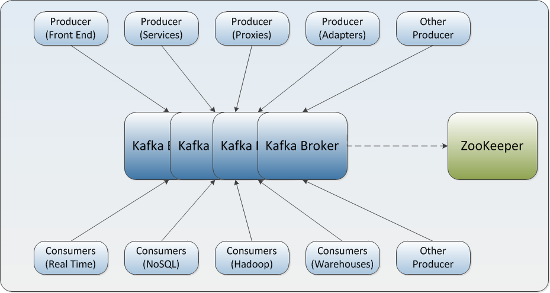 Producer
(Front End)
Producer
(Services)
Producer
(Proxies)
Producer
(Adapters)
Other
Producer
Kafka
Kafka
Kafka
Kafka Broker
ZooKeeper
Consumers
(Real Time)
Consumers
(NoSQL)
Consumers
(Hadoop)
Consumers
(Warehouses)
Other
Producer